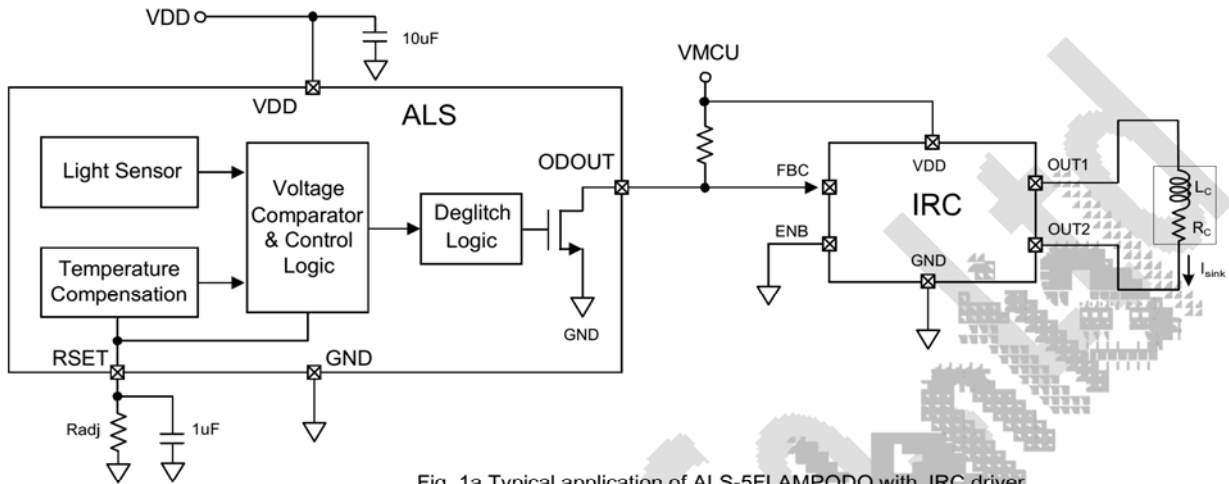 VDD
10uF
VDD
ALS
Light Sensor
Voltage
Comparator
& Control
Logic
Temperature
Compensation
Deglitch
Logic
ODOUT
GND
RSET
GND
Radj
1uF
VMCU
VDD
FBC
IRC
ENB
GND
OUT1
OUT2
LC
RC
Isink
Fig. 1a Typical application of ALS-5FLAMPODO with IRC driver